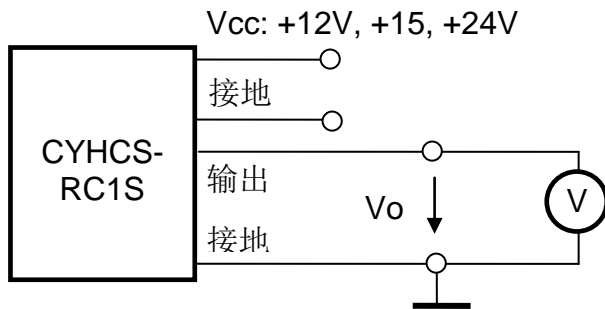 Vcc: +12V, +15, +24V
接地
CYHCS-
RC1S
输出
Vo
V
接地